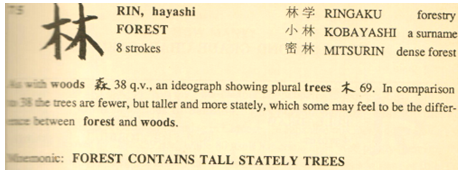 75 林 RIN, hayashi 林学 RINGAKU forestry
FOREST 小林 KOBAYASHI a surname
8 strokes 密林 MITSURIN dense forest
As with woods 森 38 q.v., an ideograph showing plural trees 木 69. In comparison
to 38 the trees are fewer, but taller and more stately, which some may feel to be the differ-
ence between forest and woods.
Mnemonic: FOREST CONTAINS TALL STATELY TREES